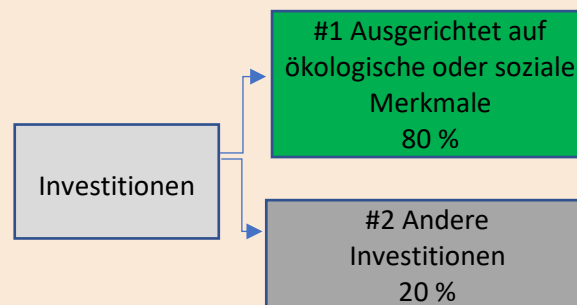 #1 Ausgerichtet auf
ökologische oder soziale
Merkmale
80 %
Investitionen
#2 Andere
Investitionen
20 %